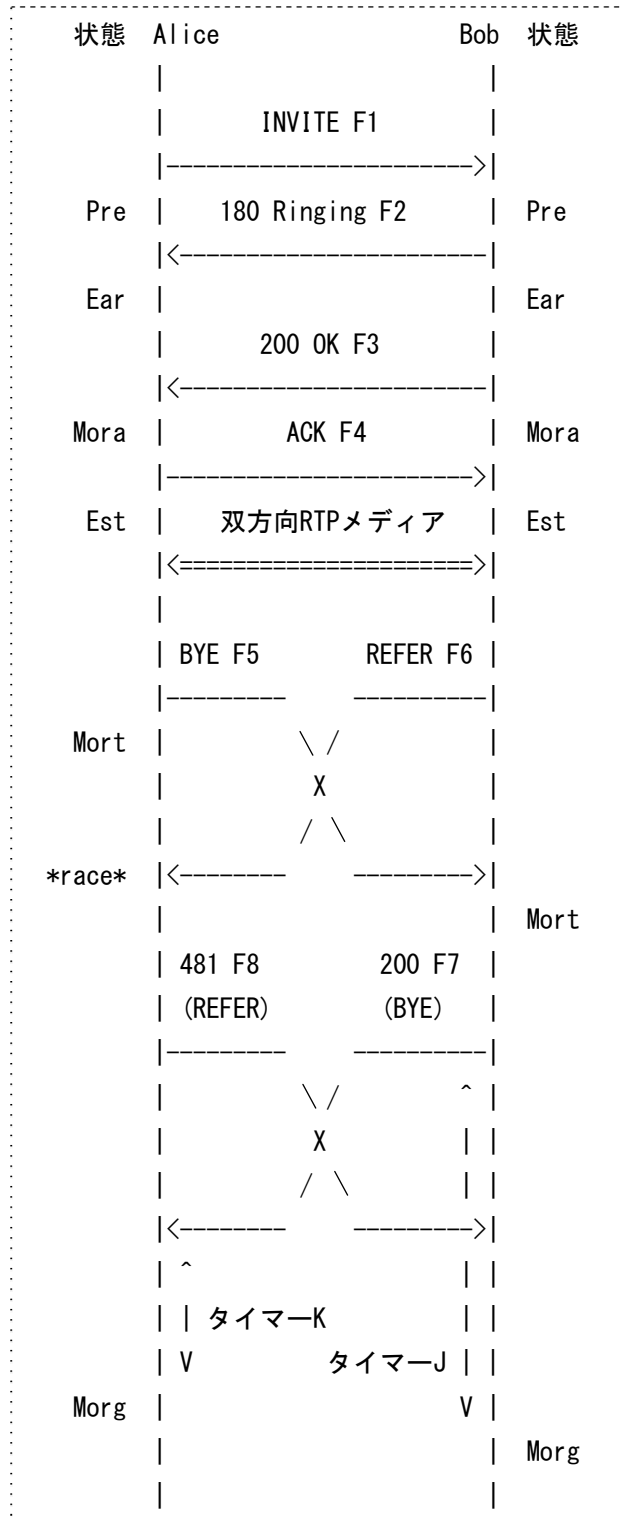 状態 Alice Bob 状態
INVITE F1
Pre 180 Ringing F2 Pre
Ear Ear
200 OK F3
Mora ACK F4 Mora
Est 双方向RTPメディア Est
BYE F5 REFER F6
Mort
X
*race*
Mort
481 F8 200 F7
(REFER) (BYE)
X
タイマーK
タイマーJ
Morg
Morg